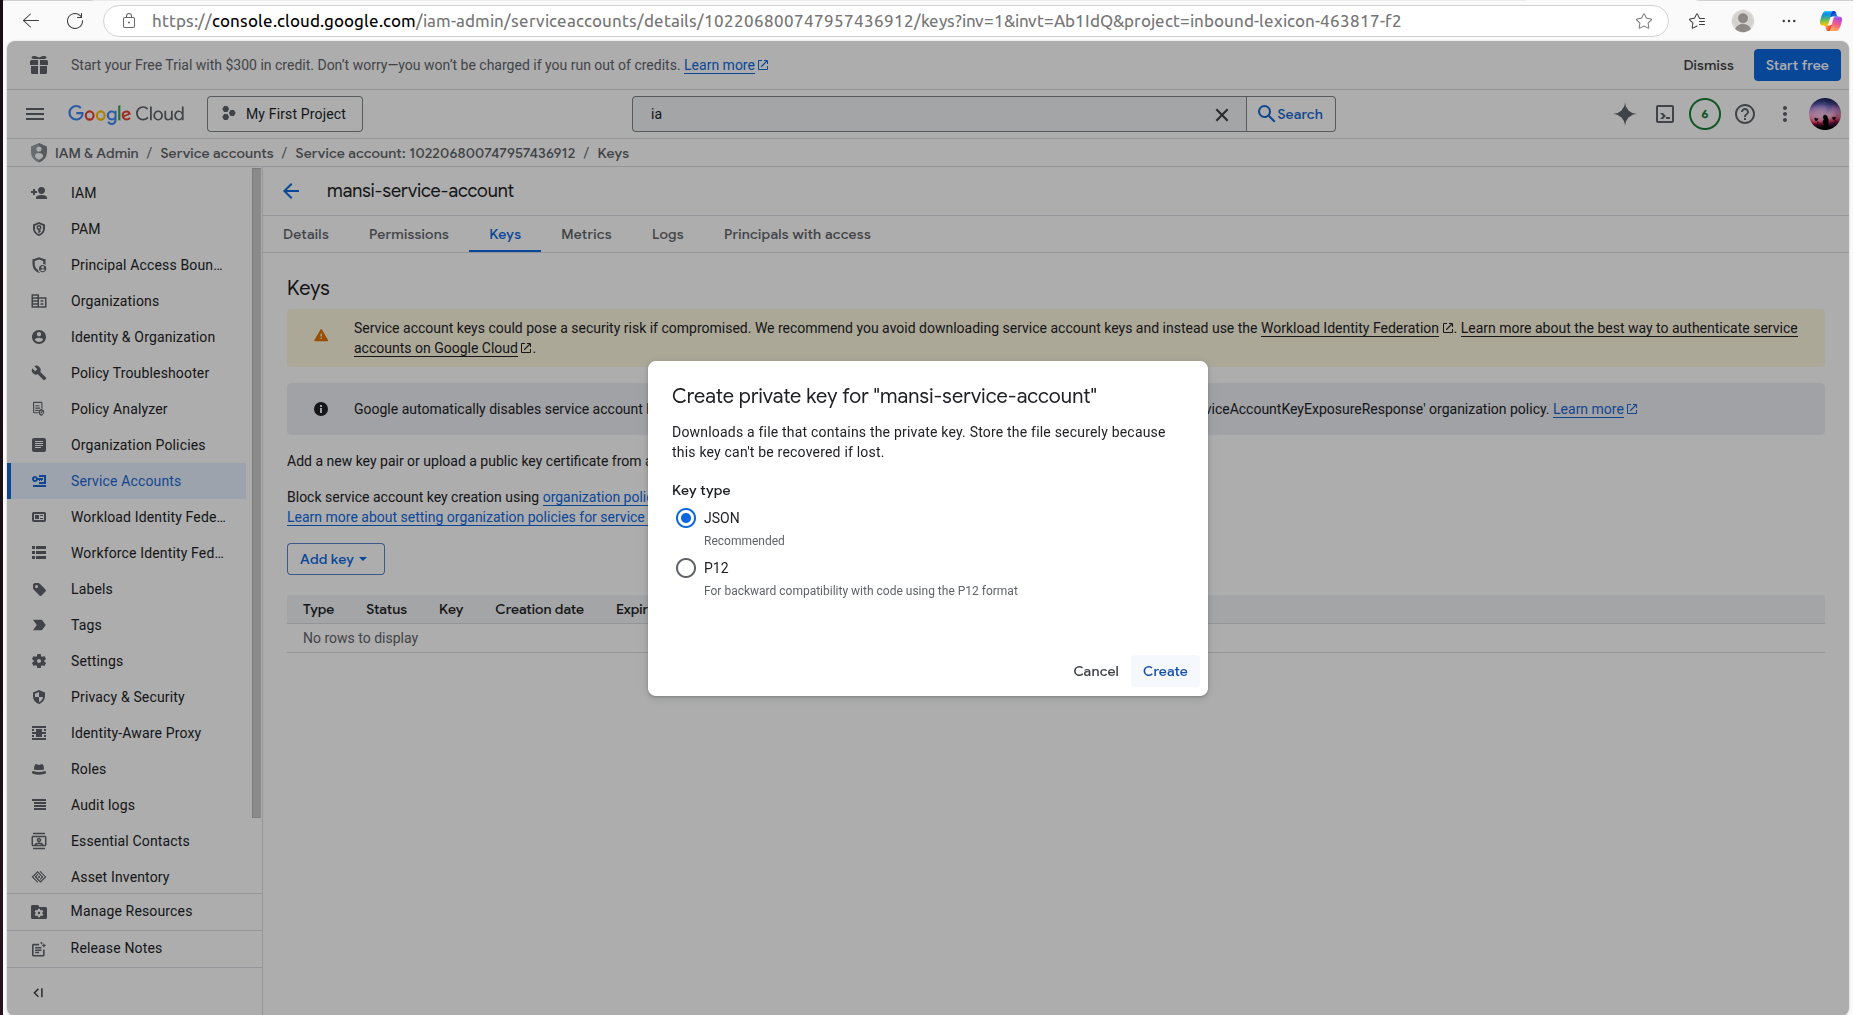 https://console.cloud.google.com/iam-admin/serviceaccounts/details/102206800747957436912/keys?inv=1&invt=Ab1IdQ&project=inbound-lexicon-463817-f2
Start your Free Trial with $300 in credit. Don't worry—you won't be charged if you run out of credits. Learn more
Dismiss
Start free
Google Cloud
My First Project
ia
Search
6
IAM & Admin / Service accounts / Service account: 102206800747957436912 / Keys
IAM
PAM
Principal Access Boun...
Organizations
Identity & Organization
Policy Troubleshooter
Policy Analyzer
Organization Policies
Service Accounts
Workload Identity Fede...
Workforce Identity Fed...
Labels
Tags
Settings
Privacy & Security
Identity-Aware Proxy
Roles
Audit logs
Essential Contacts
Asset Inventory
Manage Resources
Release Notes
mansi-service-account
Details Permissions Keys Metrics Logs Principals with access
Keys
Service account keys could pose a security risk if compromised. We recommend you avoid downloading service account keys and instead use the Workload Identity Federation. Learn more about the best way to authenticate service
accounts on Google Cloud.
Google automatically disables service account viceAccountKeyExposureResponse' organization policy. Learn more
Add a new key pair or upload a public key certificate from
Block service account key creation using organization poli
Learn more about setting organization policies for service
Add key
Type Status Key Creation date Expir
No rows to display
Create private key for "mansi-service-account"
Downloads a file that contains the private key. Store the file securely because
this key can't be recovered if lost.
Key type
JSON
Recommended
P12
For backward compatibility with code using the P12 format
Cancel
Create